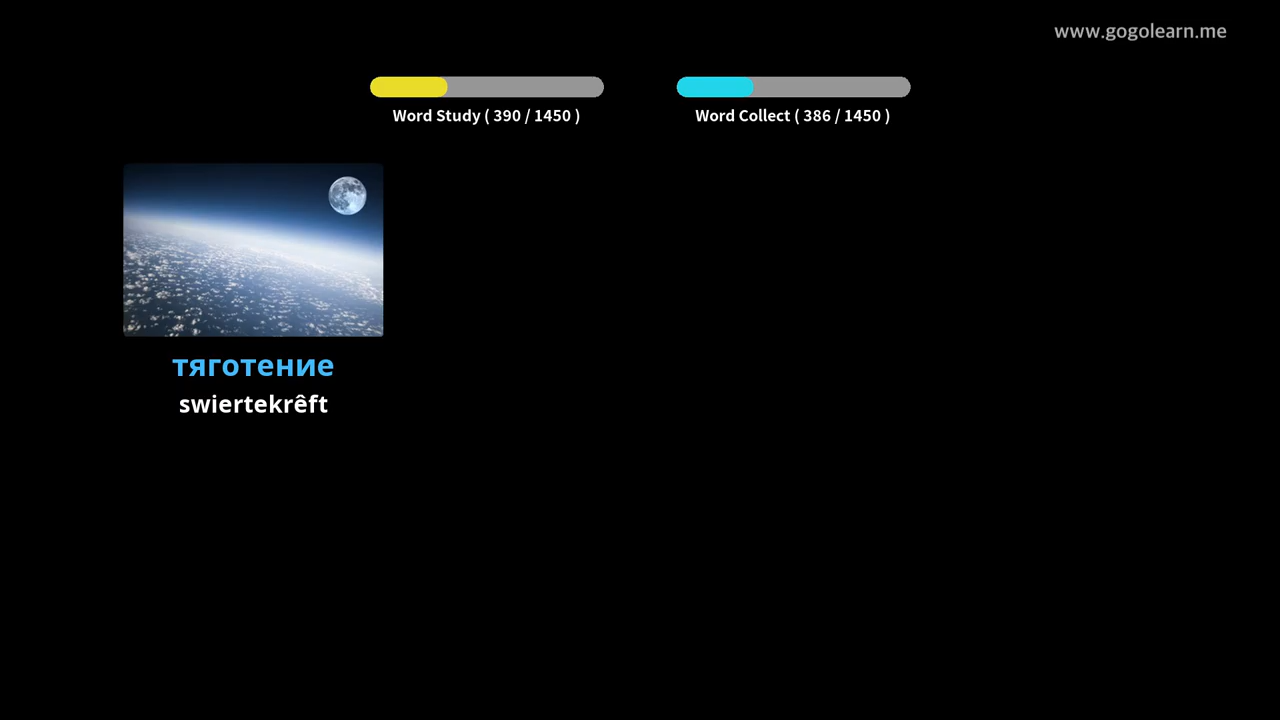 www.gogolearn.me
Word Study ( 390 / 1450 )
Word Collect ( 386 / 1450 )
тяготение
swiertekrêft